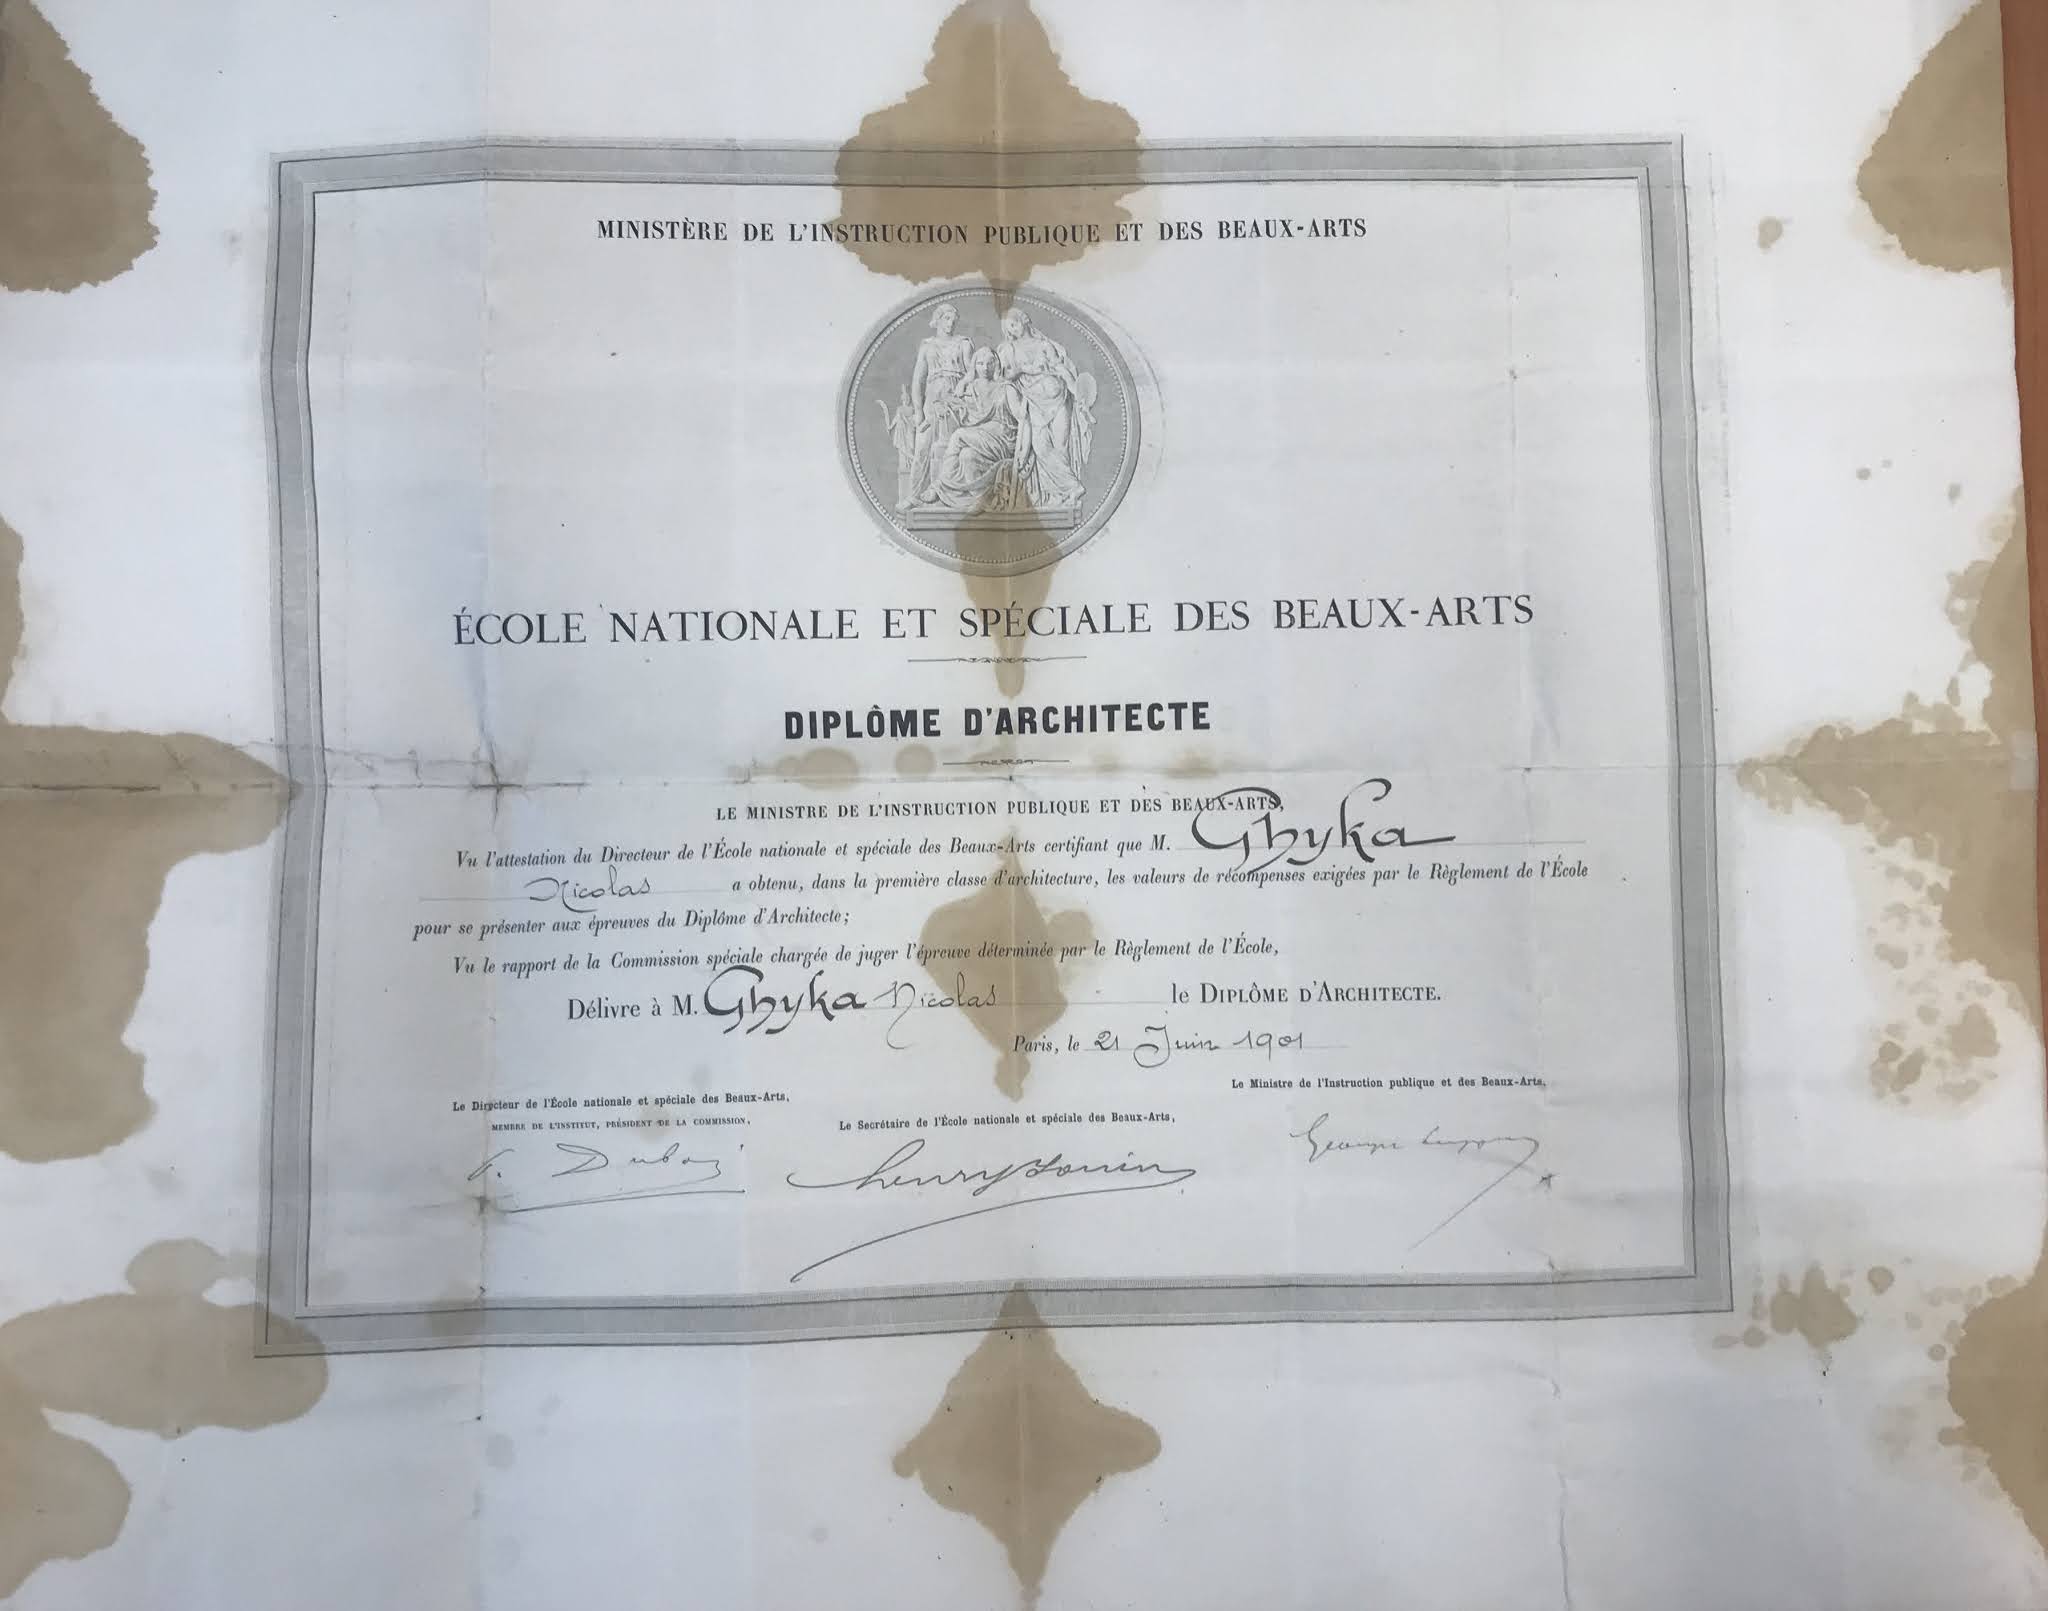 MINISTÈRE DE L'INSTRUCTION PUBLIQUE ET DES BEAUX-ARTS
ÉCOLE NATIONALE ET SPÉCIALE DES BEAUX-ARTS
DIPLÔME D'ARCHITECTE
LE MINISTRE DE L'INSTRUCTION PUBLIQUE ET DES BEAUX-ARTS,
Vu l'attestation du Directeur de l'École nationale et spéciale des Beaux-Arts certifiant que M. Ghyka
Nicolas a obtenu, dans la première classe d'architecture, les valeurs de récompenses exigées par le Règlement de l'École
pour se présenter aux épreuves du Diplôme d'Architecte;
Vu le rapport de la Commission spéciale chargée de juger l'épreuve déterminée par le Règlement de l'École,
Délivre à M. Ghyka Nicolas le DIPLÔME D'ARCHITECTE.
Paris, le 21 Juin 1901
Le Ministre de l'Instruction publique et des Beaux-Arts,
Le Directeur de l'École nationale et spéciale des Beaux-Arts,
MEMBRE DE L'INSTITUT, PRÉSIDENT DE LA COMMISSION,
Le Secrétaire de l'École nationale et spéciale des Beaux-Arts,
Dubois
henry Jouin
Georges